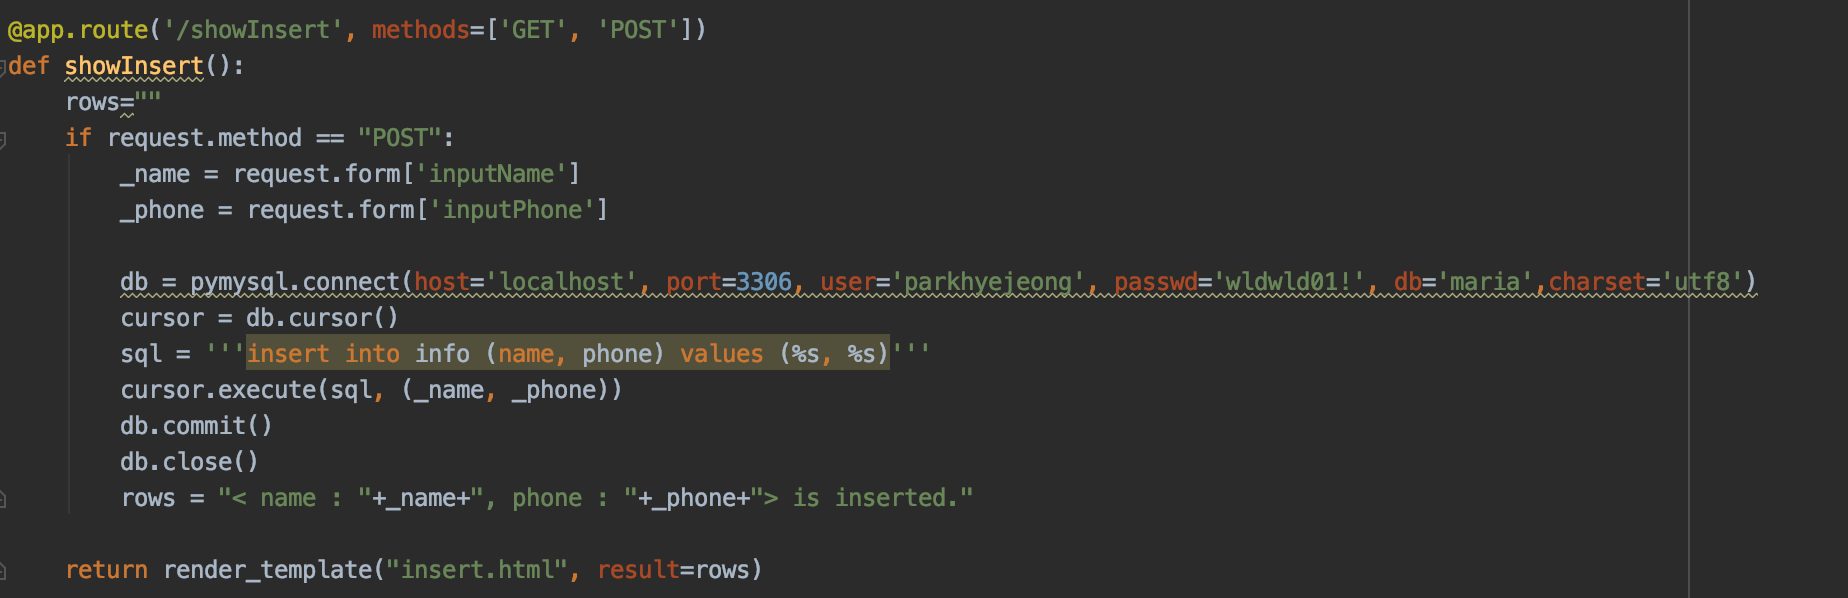 @app.route('/showInsert', methods=['GET', 'POST'])
def showInsert():
    rows=""
    if request.method == "POST":
        _name = request.form['inputName']
        _phone = request.form['inputPhone']

        db = pymysql.connect(host='localhost', port=3306, user='parkhyejeong', passwd='wldwld01!', db='maria',charset='utf8')
        cursor = db.cursor()
        sql = '''insert into info (name, phone) values (%s, %s)'''
        cursor.execute(sql, (_name, _phone))
        db.commit()
        db.close()
        rows = "< name : "+_name+", phone : "+_phone+"> is inserted."

    return render_template("insert.html", result=rows)